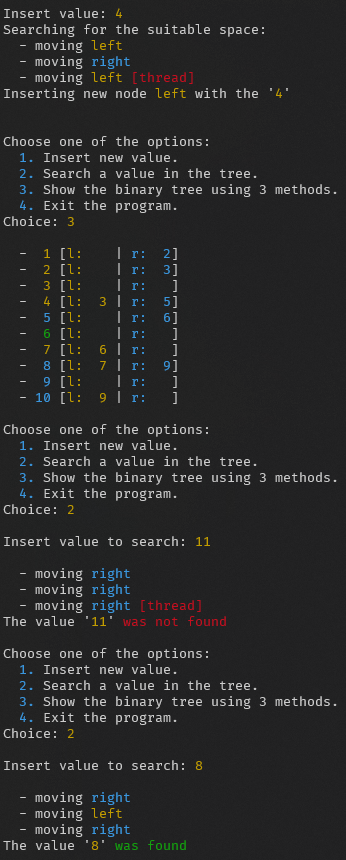 Insert value: 4
Searching for the suitable space:
  - moving left
  - moving right
  - moving left [thread]
Inserting new node left with the '4'

Choose one of the options:
  1. Insert new value.
  2. Search a value in the tree.
  3. Show the binary tree using 3 methods.
  4. Exit the program.
Choice: 3

  -  1 [l:    | r:  2]
  -  2 [l:    | r:  3]
  -  3 [l:    | r:   ]
  -  4 [l:  3 | r:  5]
  -  5 [l:    | r:  6]
  -  6 [l:    | r:   ]
  -  7 [l:  6 | r:   ]
  -  8 [l:  7 | r:  9]
  -  9 [l:    | r:   ]
  - 10 [l:  9 | r:   ]

Choose one of the options:
  1. Insert new value.
  2. Search a value in the tree.
  3. Show the binary tree using 3 methods.
  4. Exit the program.
Choice: 2

Insert value to search: 11

  - moving right
  - moving right
  - moving right [thread]
The value '11' was not found

Choose one of the options:
  1. Insert new value.
  2. Search a value in the tree.
  3. Show the binary tree using 3 methods.
  4. Exit the program.
Choice: 2

Insert value to search: 8

  - moving right
  - moving left
  - moving right
The value '8' was found